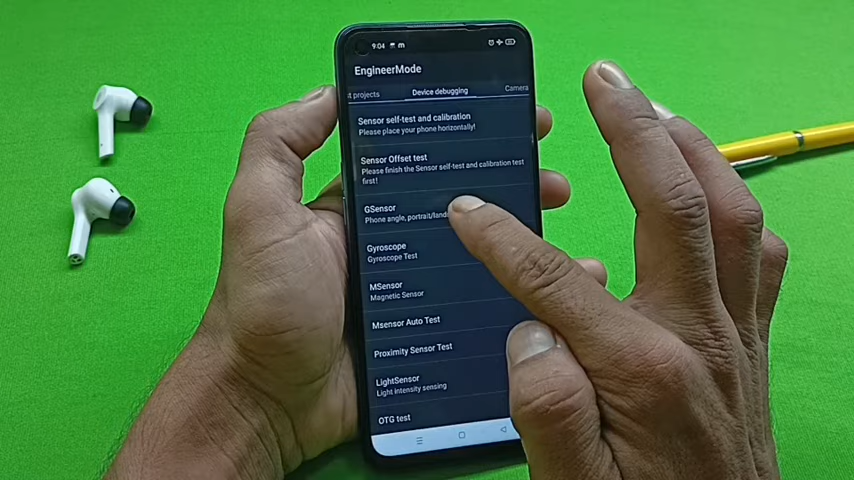 9:04
EngineerMode
t projects Device debugging Camera
Sensor self-test and calibration
Please place your phone horizontally!
Sensor Offset test
Please finish the Sensor self-test and calibration test
first!
GSensor
Phone angle, portrait/lands
Gyroscope
Gyroscope Test
MSensor
Magnetic Sensor
Msensor Auto Test
Proximity Sensor Test
LightSensor
Light intensity sensing
OTG test